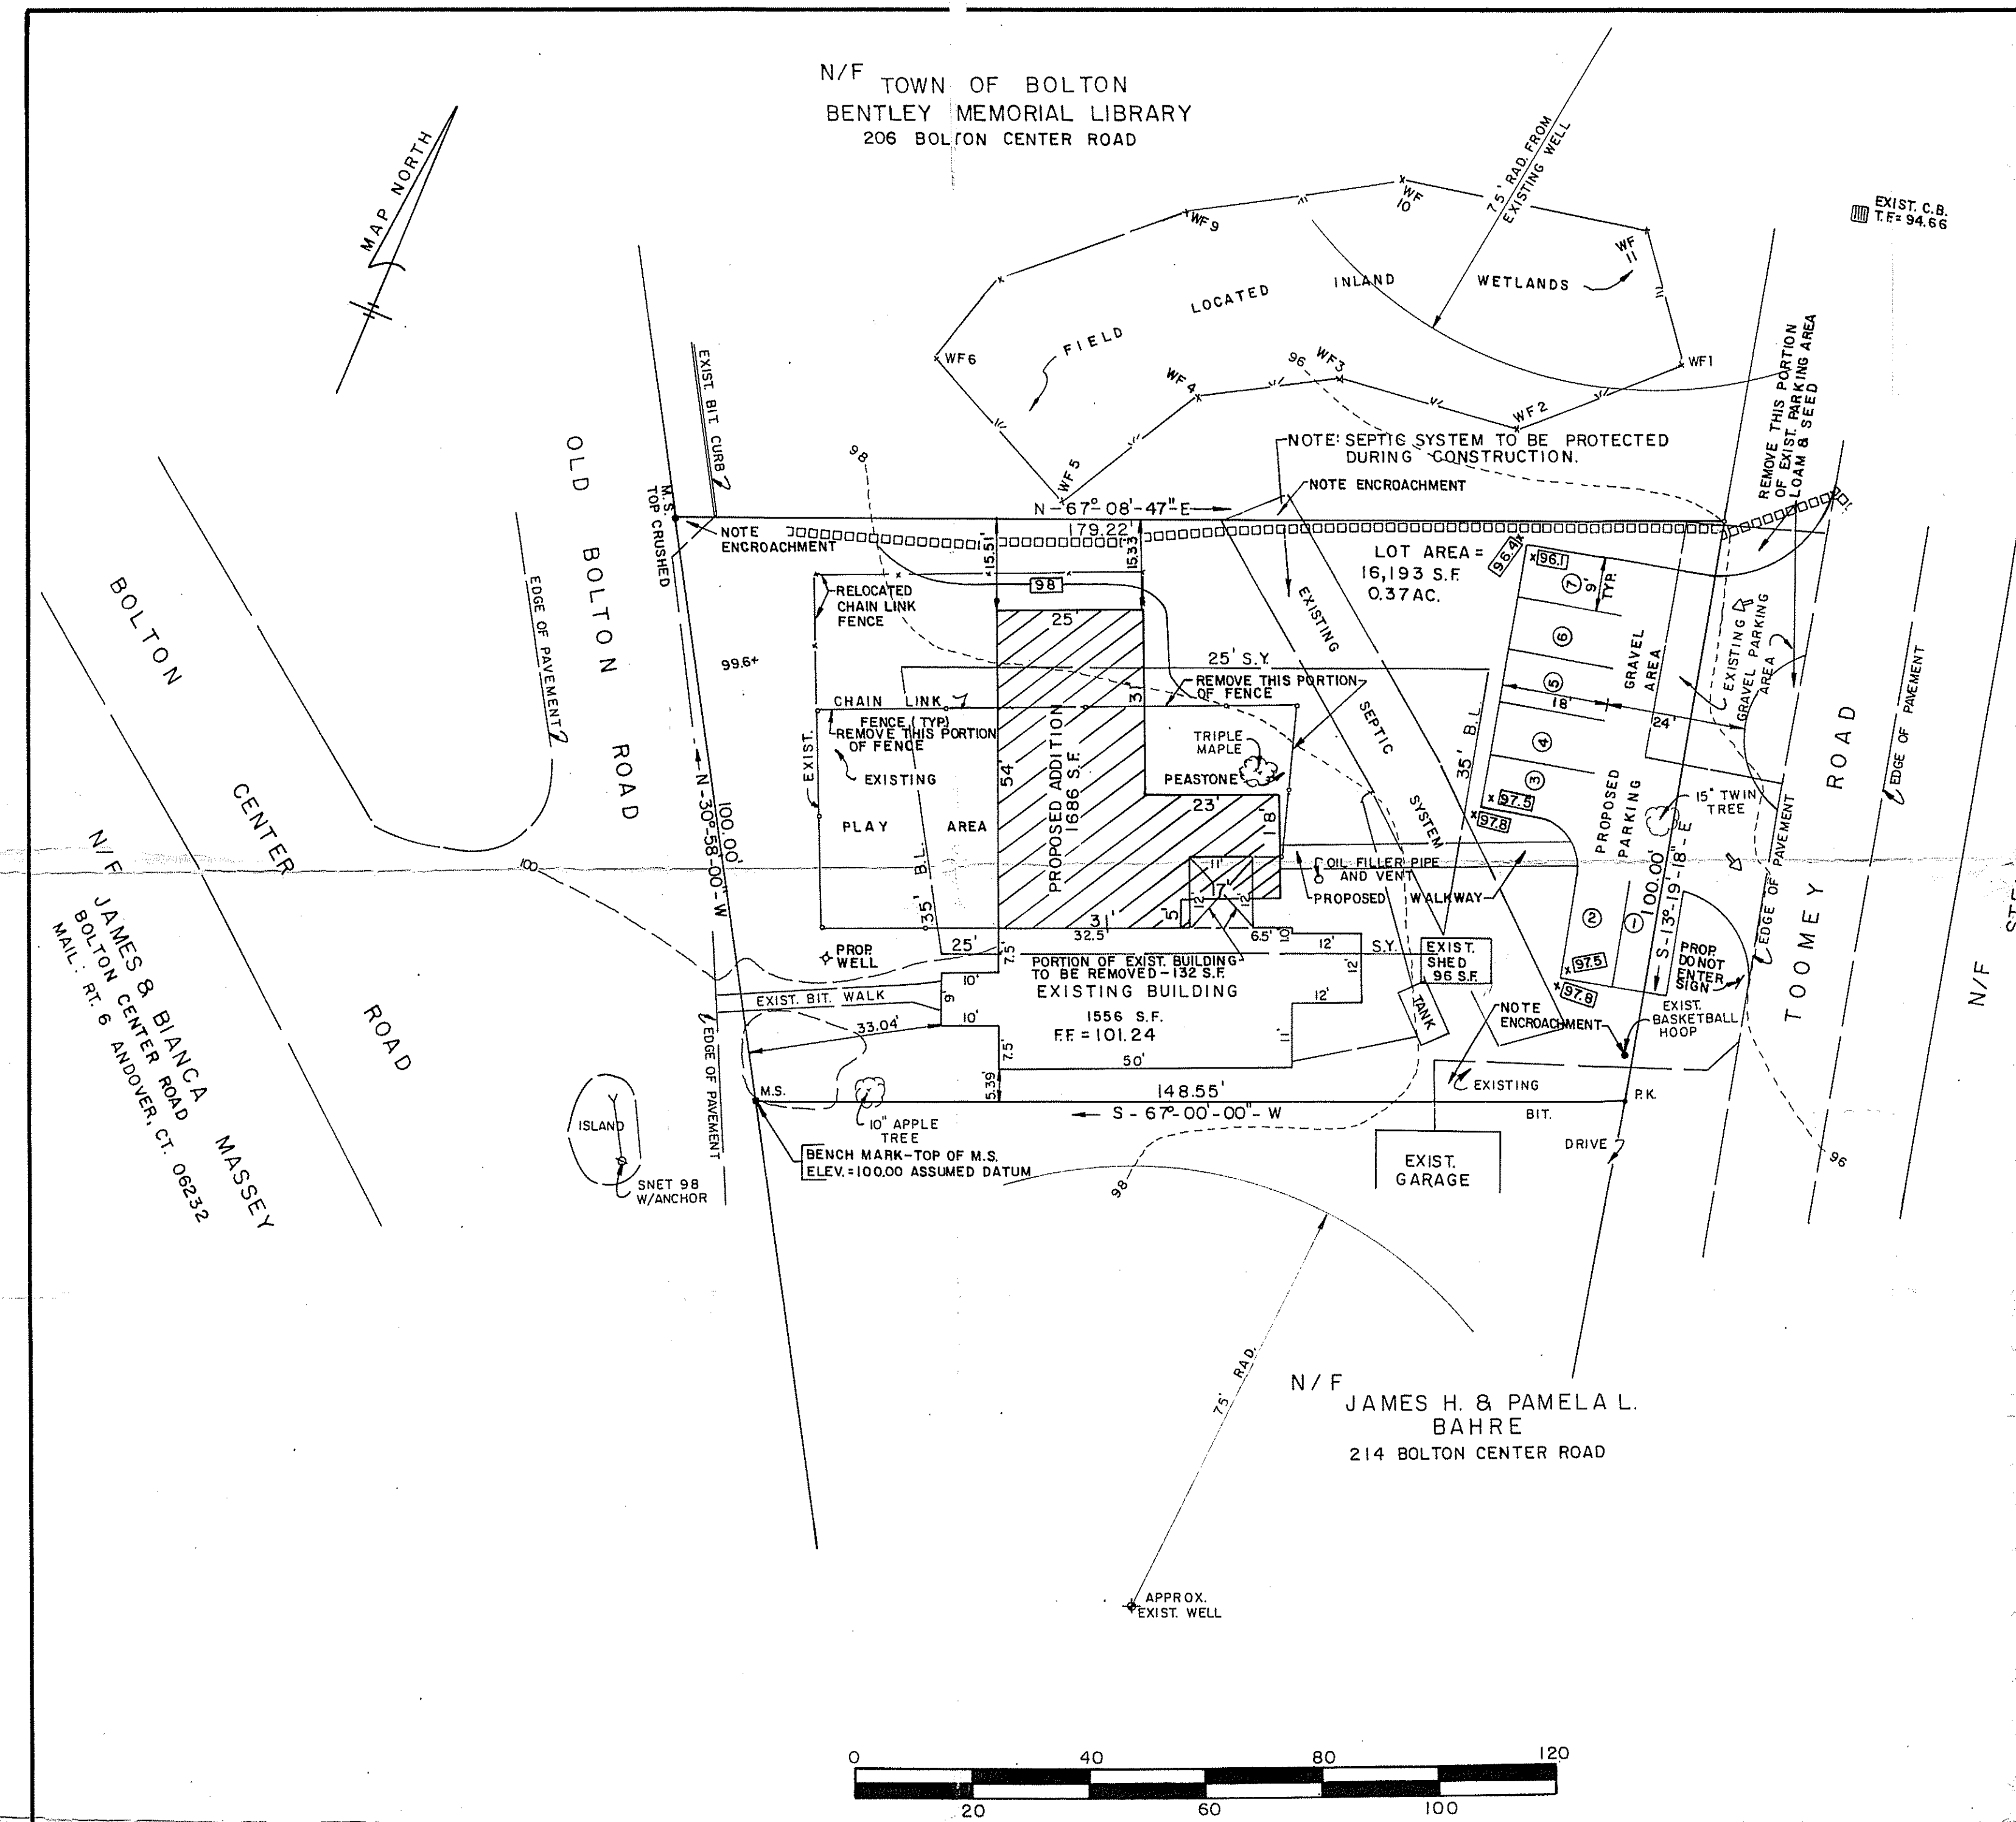 N/F TOWN OF BOLTON
BENTLEY MEMORIAL LIBRARY
206 BOLTON CENTER ROAD
MAP NORTH
75' RAD. FROM
EXISTING WELL
EXIST. C.B.
T.F. = 94.66
WF 9
WF
10
WF
11
LOCATED
INLAND
WETLANDS
FIELD
WF6
WF 4
WF3
96
WF1
WF2
WF5
REMOVE THIS PORTION
OF EXIST. PARKING AREA
LOAM & SEED
NOTE: SEPTIC SYSTEM TO BE PROTECTED
DURING CONSTRUCTION.
NOTE ENCROACHMENT
98
EXIST. BIT. CURB
M.S.
TOP CRUSHED
OLD BOLTON ROAD
EDGE OF PAVEMENT
N-67°-08'-47"E
179.22'
NOTE
ENCROACHMENT
15.51'
15.33'
LOT AREA =
16,193 S.F.
0.37 AC.
96.4
96.1
7
9'
TYP.
RELOCATED
CHAIN LINK
FENCE
98
25'
EXISTING
SEPTIC
SYSTEM
6
5
18'
24'
4
3
GRAVEL
AREA
EXISTING
GRAVEL PARKING
AREA
EDGE OF PAVEMENT
99.6+
25' S.Y.
REMOVE THIS PORTION
OF FENCE
CHAIN LINK
FENCE (TYP)
REMOVE THIS PORTION
OF FENCE
31'
PROPOSED ADDITION
1686 S.F.
54'
TRIPLE
MAPLE
PEASTONE
35' B.L.
EXIST.
EXISTING
PLAY AREA
23'
18'
97.5
97.8
PROPOSED
PARKING
15" TWIN
TREE
BOLTON CENTER ROAD
100
N-30°-58'-00"-W
100.00'
35' B.L.
11'
17'
12'
12'
5'
OIL FILLER PIPE
AND VENT
PROPOSED WALKWAY
2
1
100.00'
S-13°-19'-18"-E
EDGE OF PAVEMENT
TOOMEY ROAD
31'
32.5'
6.5'
10'
PROP.
WELL
25'
7.5'
12'
S.Y.
12'
12'
PORTION OF EXIST. BUILDING
TO BE REMOVED - 132 S.F.
EXISTING BUILDING
1556 S.F.
F.F. = 101.24
EXIST.
SHED
96 S.F.
97.5
97.8
PROP.
DO NOT
ENTER
SIGN
EXIST. BIT. WALK
10'
9'
10'
33.04'
7.5'
11'
50'
5.39'
TANK
NOTE
ENCROACHMENT
EXIST.
BASKETBALL
HOOP
EXISTING
N/F
JAMES & BIANCA MASSEY
BOLTON CENTER ROAD
MAIL: RT. 6 ANDOVER, CT. 06232
EDGE OF PAVEMENT
M.S.
148.55'
S-67°-00'-00"-W
P.K.
BIT.
DRIVE
ISLAND
10" APPLE
TREE
BENCH MARK-TOP OF M.S.
ELEV. = 100.00 ASSUMED DATUM
SNET 98
W/ANCHOR
98
EXIST.
GARAGE
96
N/F
75' RAD.
N/F
JAMES H. & PAMELA L.
BAHRE
214 BOLTON CENTER ROAD
APPROX.
EXIST. WELL
0 40 80 120
20 60 100